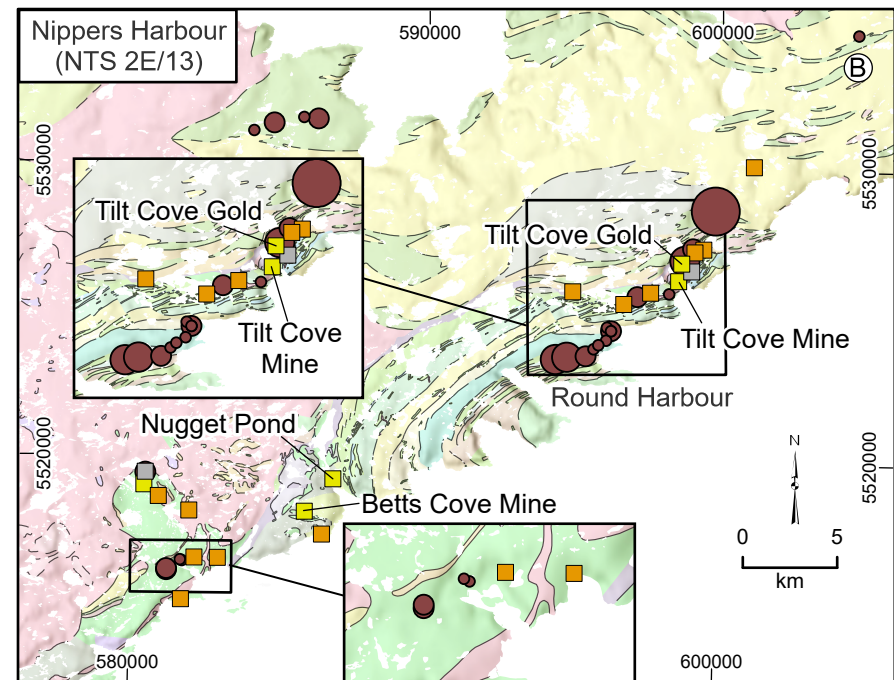 Nippers Harbour
(NTS 2E/13)
590000
600000
B
5530000
5530000
Tilt Cove Gold
Tilt Cove
Mine
Tilt Cove Gold
Tilt Cove Mine
Round Harbour
Nugget Pond
Betts Cove Mine
5520000
5520000
N
0
5
km
580000
600000